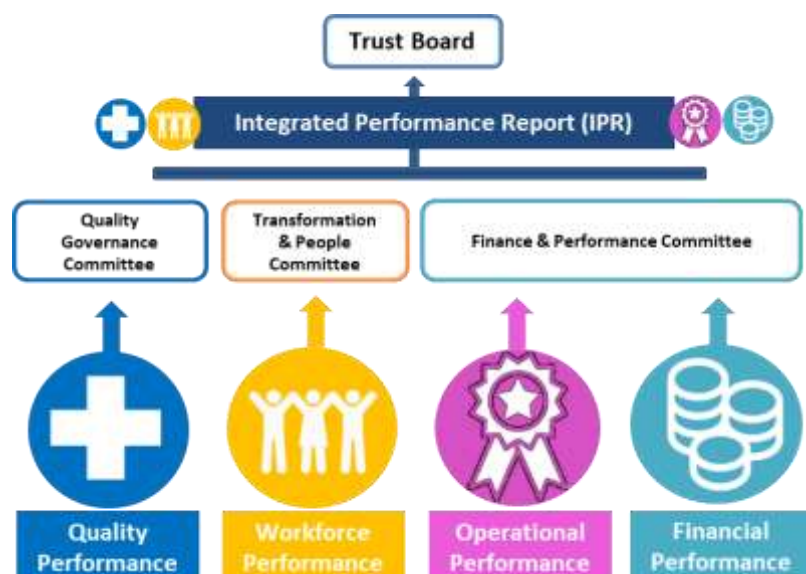 Trust Board
Integrated Performance Report (IPR)
Quality
Governance
Committee
Transformation
& People
Committee
Finance & Performance Committee
Quality
Performance
Workforce
Performance
Operational
Performance
Financial
Performance